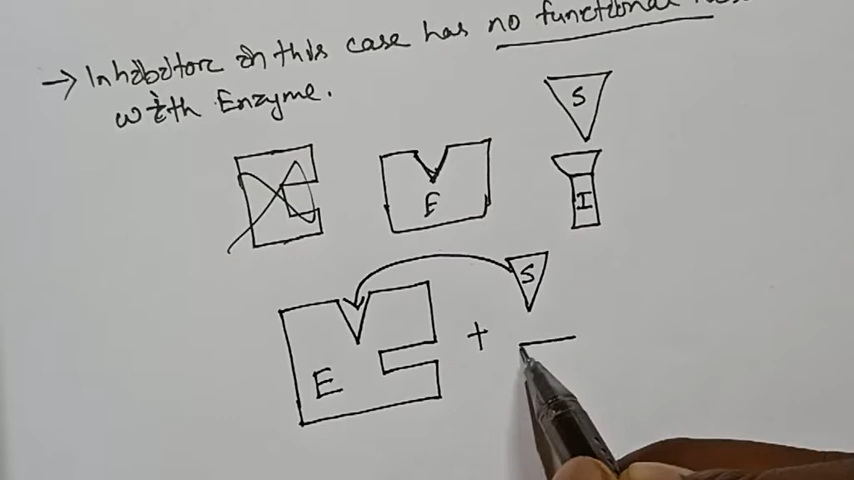 → Inhibitor in this case has no functional
with Enzyme.
S
E
I
S
E
+